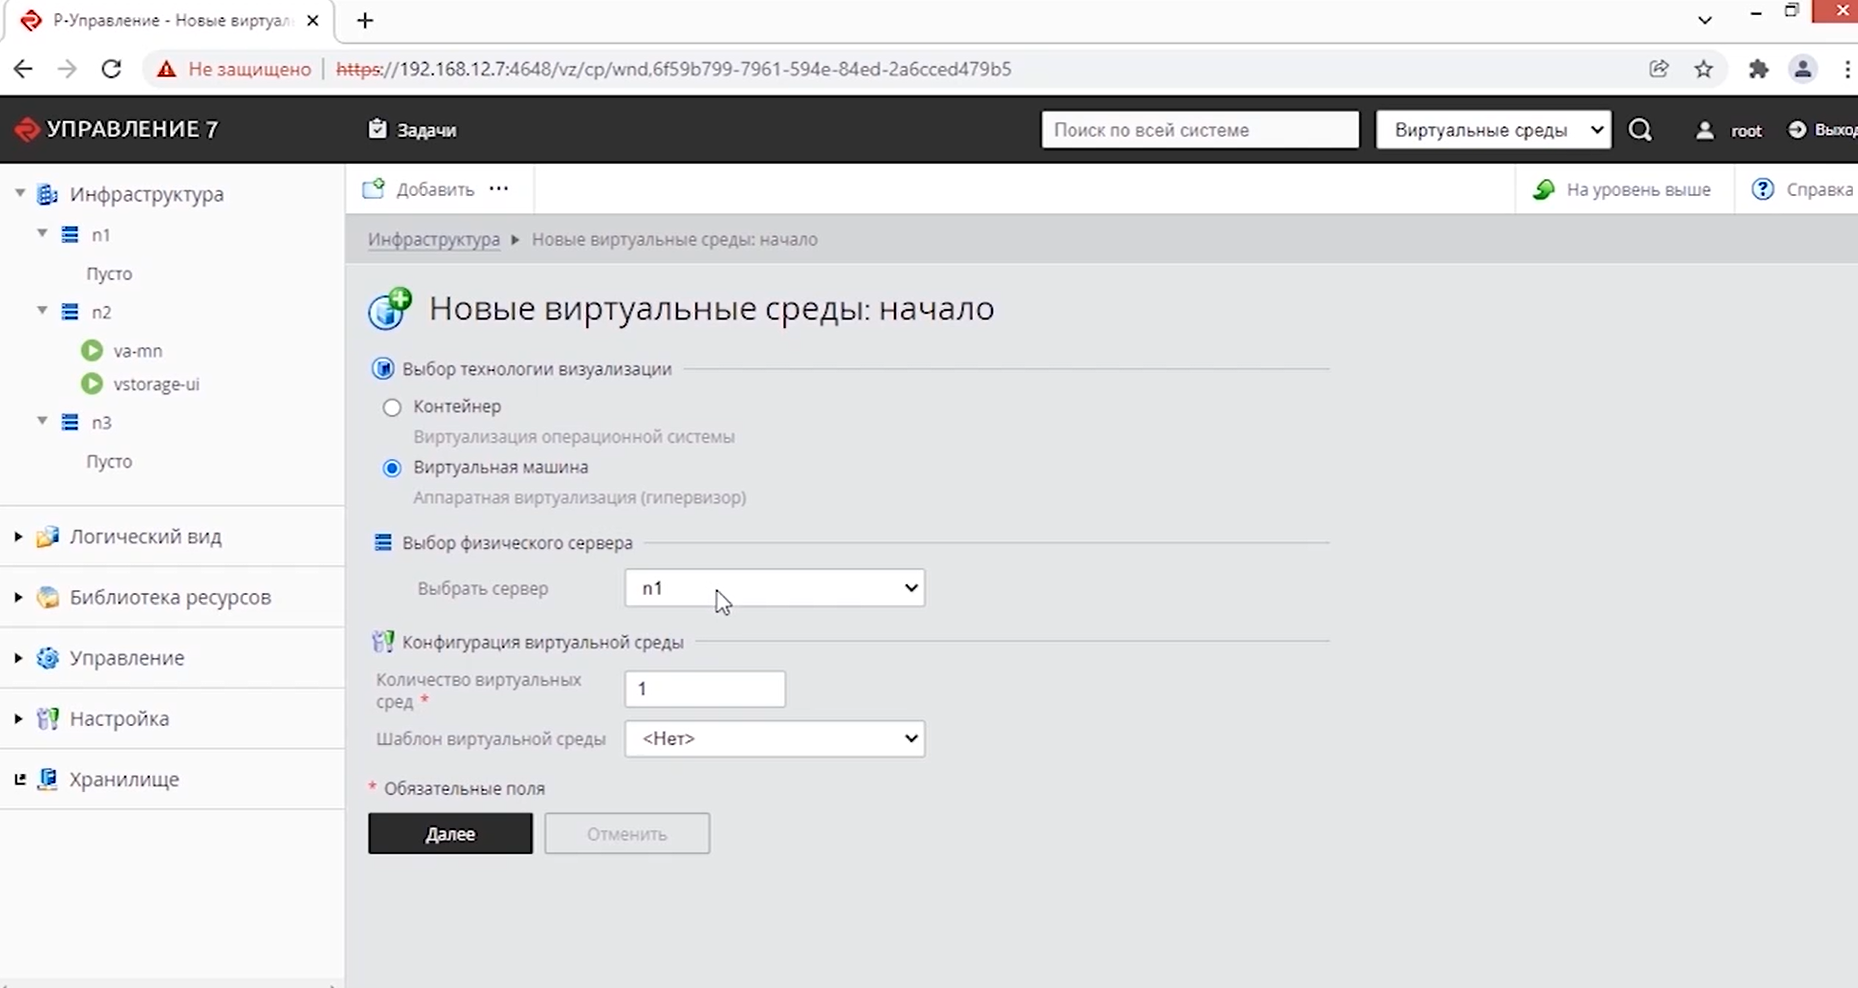 Р-Управление - Новые виртуал
Не защищено
https://192.168.12.7:4648/vz/cp/wnd,6f59b799-7961-594e-84ed-2a6cced479b5
УПРАВЛЕНИЕ 7
Задачи
Поиск по всей системе
Виртуальные среды
root
Выход
Инфраструктура
n1
Пусто
n2
va-mn
vstorage-ui
n3
Пусто
Логический вид
Библиотека ресурсов
Управление
Настройка
Хранилище
Добавить ...
На уровень выше
Справка
Инфраструктура ▸ Новые виртуальные среды: начало
Новые виртуальные среды: начало
Выбор технологии визуализации
Контейнер
Виртуализация операционной системы
Виртуальная машина
Аппаратная виртуализация (гипервизор)
Выбор физического сервера
Выбрать сервер
n1
Конфигурация виртуальной среды
Количество виртуальных
сред *
1
Шаблон виртуальной среды
<Нет>
* Обязательные поля
Далее
Отменить